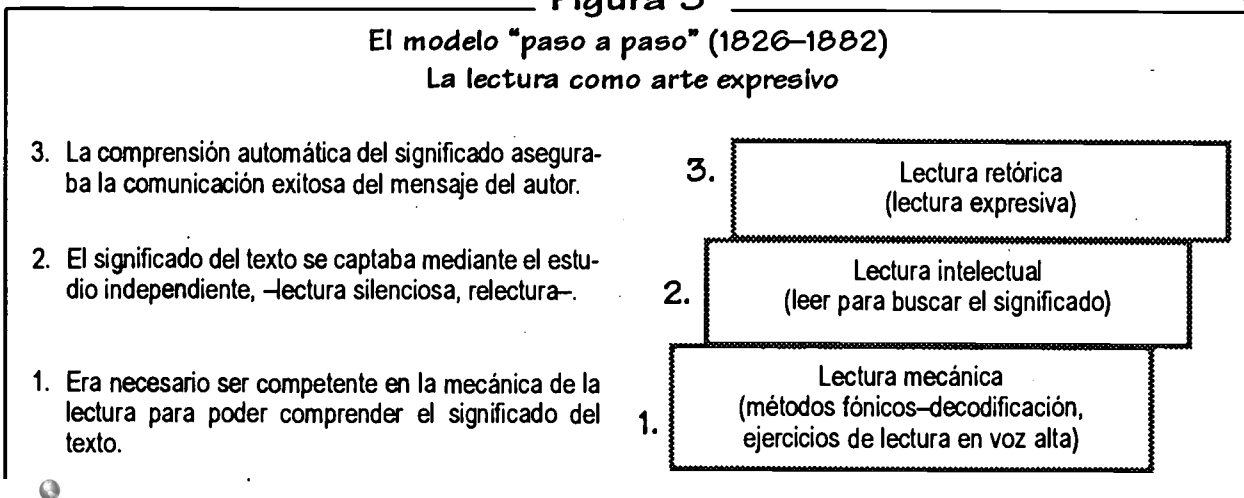 Figura 3
El modelo "paso a paso" (1826–1882)
La lectura como arte expresivo
3. La comprensión automática del significado asegura-
ba la comunicación exitosa del mensaje del autor.
2. El significado del texto se captaba mediante el estu-
dio independiente, –lectura silenciosa, relectura–.
1. Era necesario ser competente en la mecánica de la
lectura para poder comprender el significado del
texto.
3.
Lectura retórica
(lectura expresiva)
2.
Lectura intelectual
(leer para buscar el significado)
1.
Lectura mecánica
(métodos fónicos–decodificación,
ejercicios de lectura en voz alta)